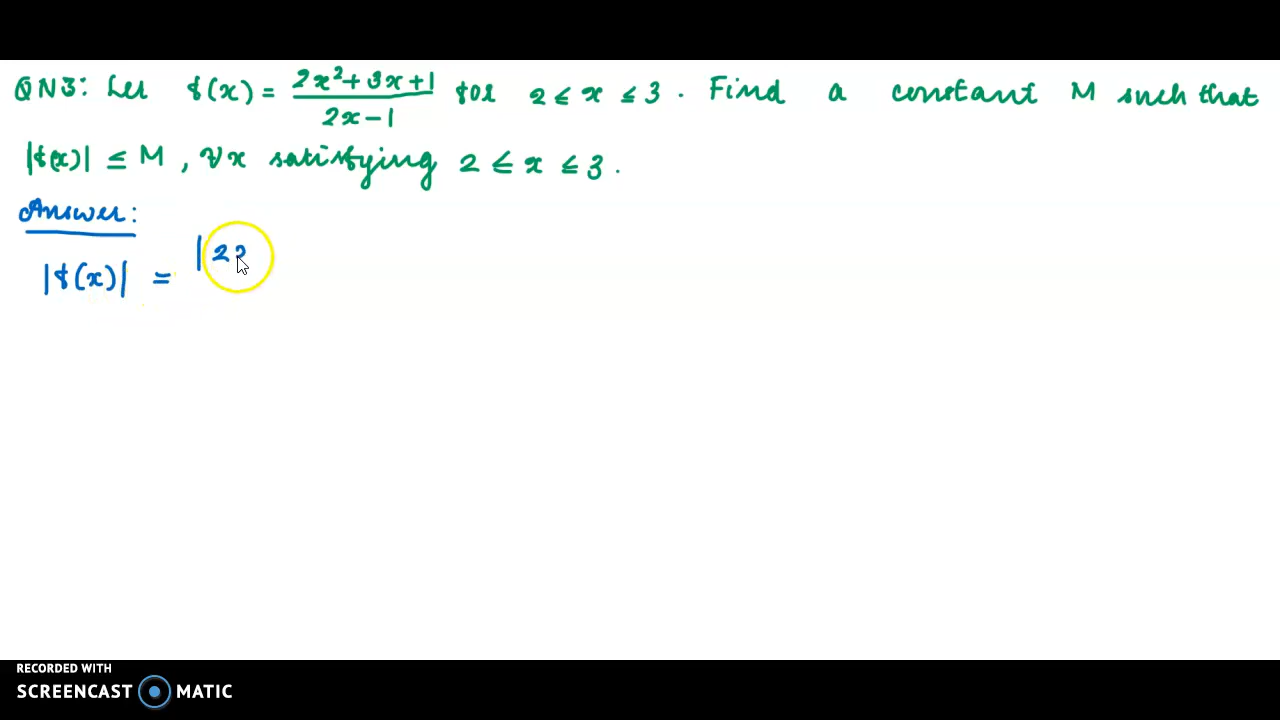 QN3: Let f(x) = (2x²+3x+1)/(2x-1) for 2 ≤ x ≤ 3. Find a constant M such that
|f(x)| ≤ M, ∀x satisfying 2 ≤ x ≤ 3.
Answer:
|f(x)| = |2
RECORDED WITH
SCREENCAST MATIC